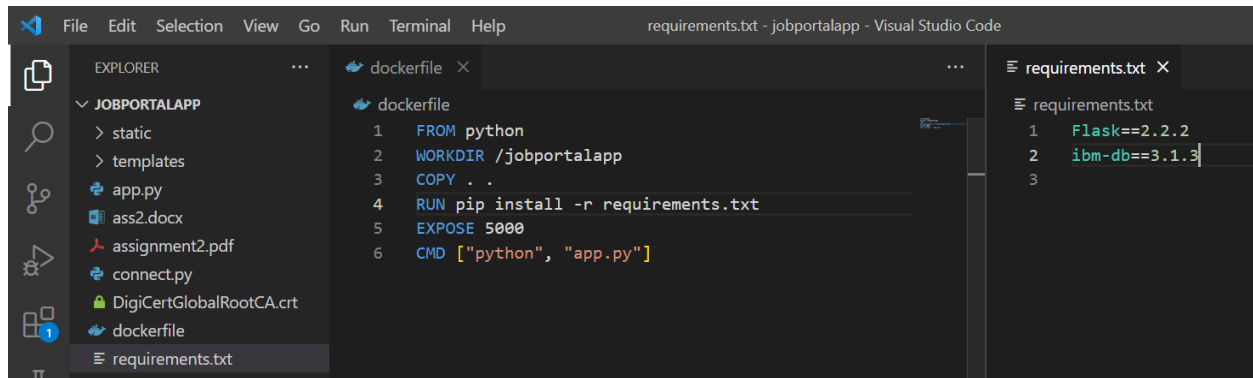 File Edit Selection View Go Run Terminal Help requirements.txt - jobportalapp - Visual Studio Code
EXPLORER ...
JOBPORTALAPP
static
templates
app.py
ass2.docx
assignment2.pdf
connect.py
DigiCertGlobalRootCA.crt
dockerfile
requirements.txt
1
dockerfile ...
dockerfile
1 FROM python
2 WORKDIR /jobportalapp
3 COPY . .
4 RUN pip install -r requirements.txt
5 EXPOSE 5000
6 CMD ["python", "app.py"]
requirements.txt
requirements.txt
1 Flask==2.2.2
2 ibm-db==3.1.3
3